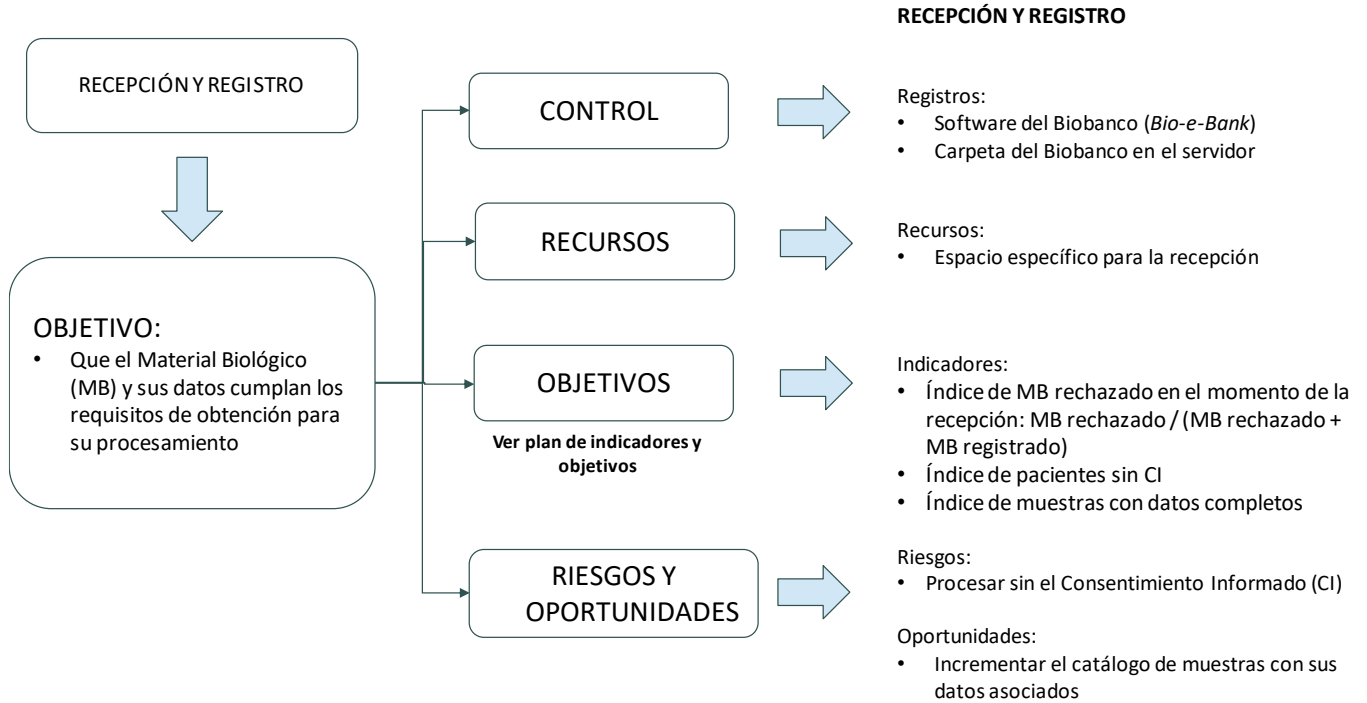 RECEPCIÓN Y REGISTRO
OBJETIVO:
• Que el Material Biológico
(MB) y sus datos cumplan los
requisitos de obtención para
su procesamiento
CONTROL
RECURSOS
OBJETIVOS
Ver plan de indicadores y
objetivos
RIESGOS Y
OPORTUNIDADES
RECEPCIÓN Y REGISTRO
Registros:
• Software del Biobanco (Bio-e-Bank)
• Carpeta del Biobanco en el servidor
Recursos:
• Espacio específico para la recepción
Indicadores:
• Índice de MB rechazado en el momento de la
recepción: MB rechazado / (MB rechazado +
MB registrado)
• Índice de pacientes sin CI
• Índice de muestras con datos completos
Riesgos:
• Procesar sin el Consentimiento Informado (CI)
Oportunidades:
• Incrementar el catálogo de muestras con sus
datos asociados